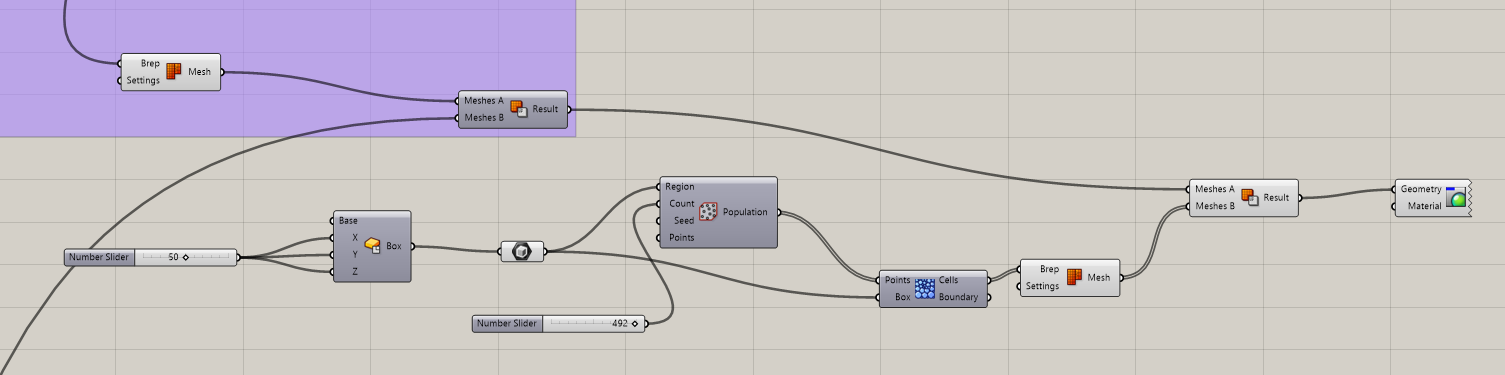 Brep
Settings
Mesh
Meshes A
Meshes B
Result
Region
Count
Seed
Points
Population
Meshes A
Meshes B
Result
Geometry
Material
Base
X
Y
Z
Box
Number Slider
50
Brep
Settings
Mesh
Points
Box
Cells
Boundary
Number Slider
492